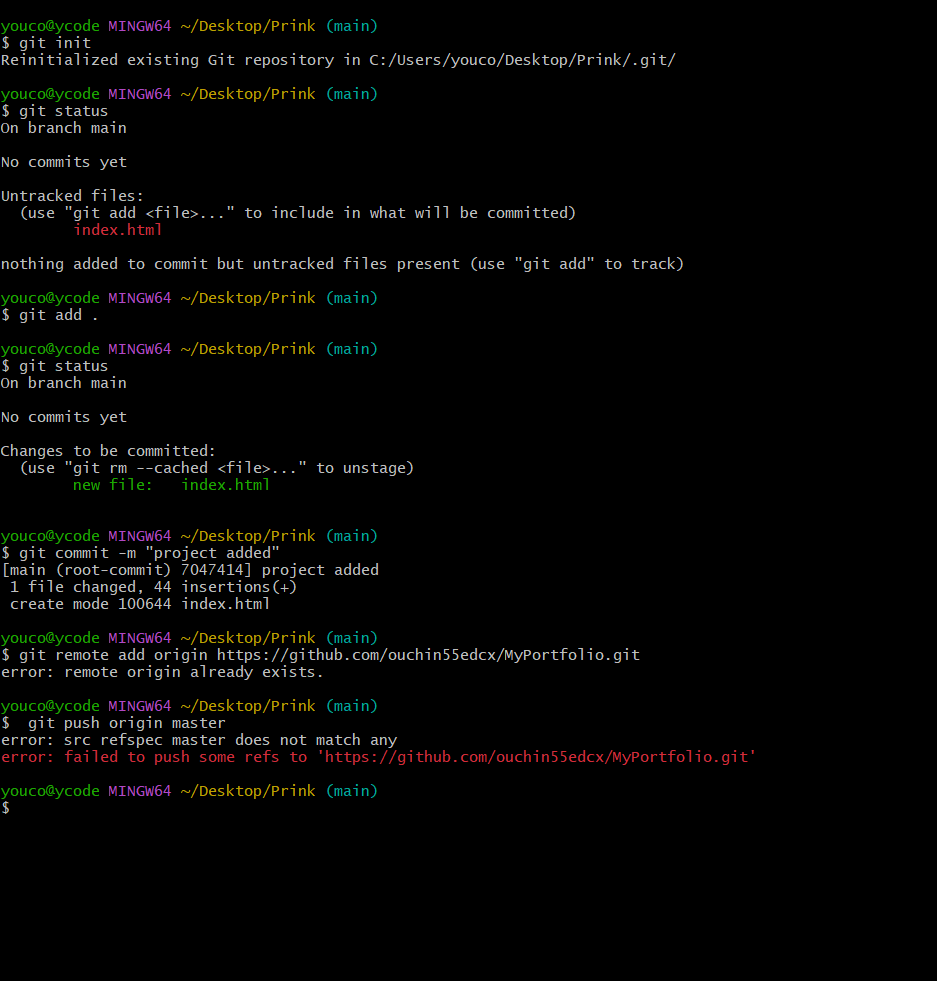 youco@ycode MINGW64 ~/Desktop/Prink (main)
$ git init
Reinitialized existing Git repository in C:/Users/youco/Desktop/Prink/.git/
youco@ycode MINGW64 ~/Desktop/Prink (main)
$ git status
On branch main
No commits yet
Untracked files:
  (use "git add <file>..." to include in what will be committed)
        index.html
nothing added to commit but untracked files present (use "git add" to track)
youco@ycode MINGW64 ~/Desktop/Prink (main)
$ git add .
youco@ycode MINGW64 ~/Desktop/Prink (main)
$ git status
On branch main
No commits yet
Changes to be committed:
  (use "git rm --cached <file>..." to unstage)
        new file:   index.html
youco@ycode MINGW64 ~/Desktop/Prink (main)
$ git commit -m "project added"
[main (root-commit) 7047414] project added
 1 file changed, 44 insertions(+)
 create mode 100644 index.html
youco@ycode MINGW64 ~/Desktop/Prink (main)
$ git remote add origin https://github.com/ouchin55edcx/MyPortfolio.git
error: remote origin already exists.
youco@ycode MINGW64 ~/Desktop/Prink (main)
$  git push origin master
error: src refspec master does not match any
error: failed to push some refs to 'https://github.com/ouchin55edcx/MyPortfolio.git'
youco@ycode MINGW64 ~/Desktop/Prink (main)
$